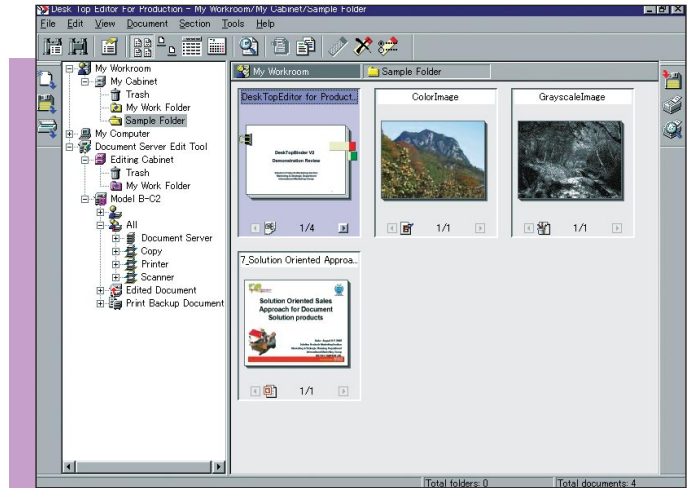 Desk Top Editor For Production - My Workroom/My Cabinet/Sample Folder
File Edit View Document Section Tools Help
My Workroom
My Cabinet
Trash
My Work Folder
Sample Folder
My Computer
Document Server Edit Tool
Editing Cabinet
Trash
My Work Folder
Model B-C2
All
Document Server
Copy
Printer
Scanner
Edited Document
Print Backup Document
My Workroom Sample Folder
DeskTopEditor for Product..
ColorImage
GrayscaleImage
DeskTopBinder V3
Demonstration Review
1/4
1/1
1/1
7_Solution Oriented Approa..
Solution Oriented Sales
Approach for Document
Solution products
1/1
Total folders: 0 Total documents: 4